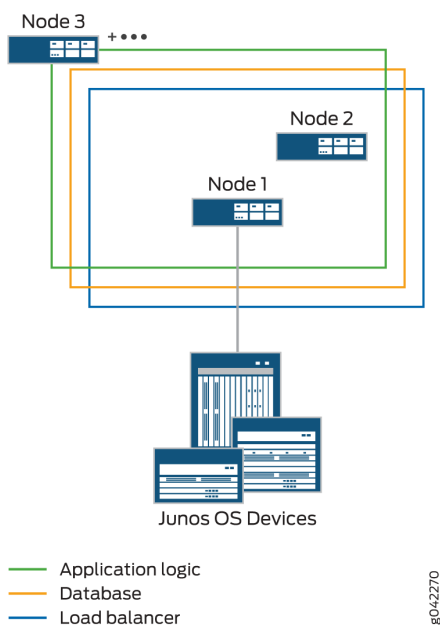 Node 3
+•••
Node 2
Node 1
Junos OS Devices
Application logic
Database
Load balancer
g042270